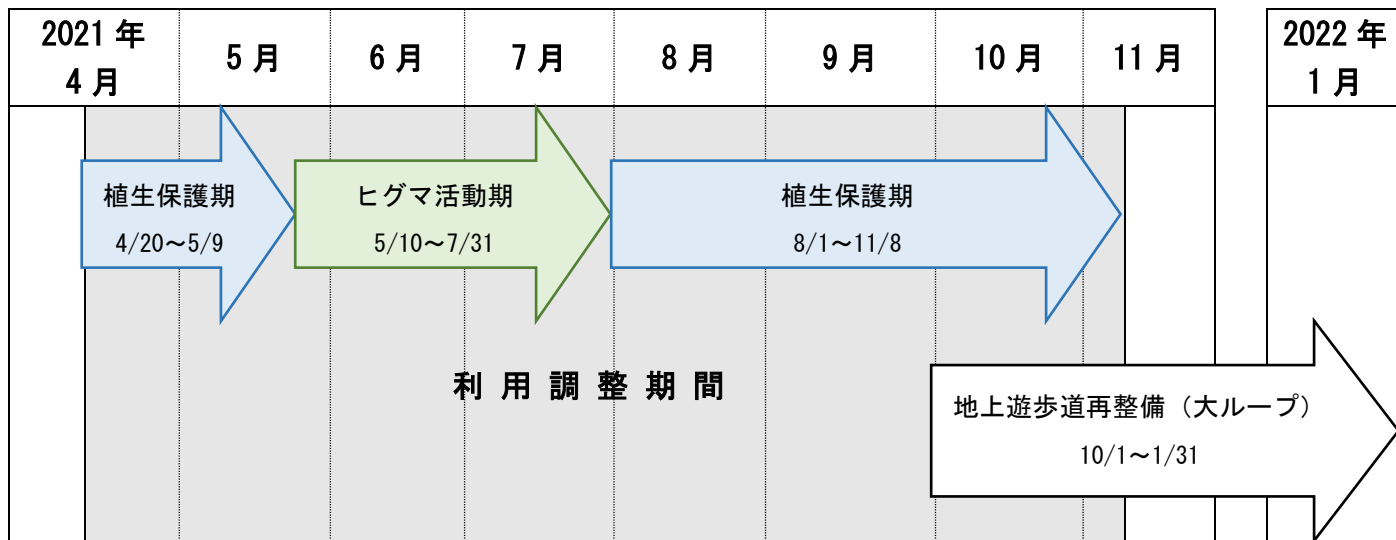 2021 年
4 月
5 月
6 月
7 月
8 月
9 月
10 月
11 月
2022 年
1 月
植生保護期
4/20～5/9
ヒグマ活動期
5/10～7/31
植生保護期
8/1～11/8
利用調整期間
地上遊歩道再整備（大ループ）
10/1～1/31